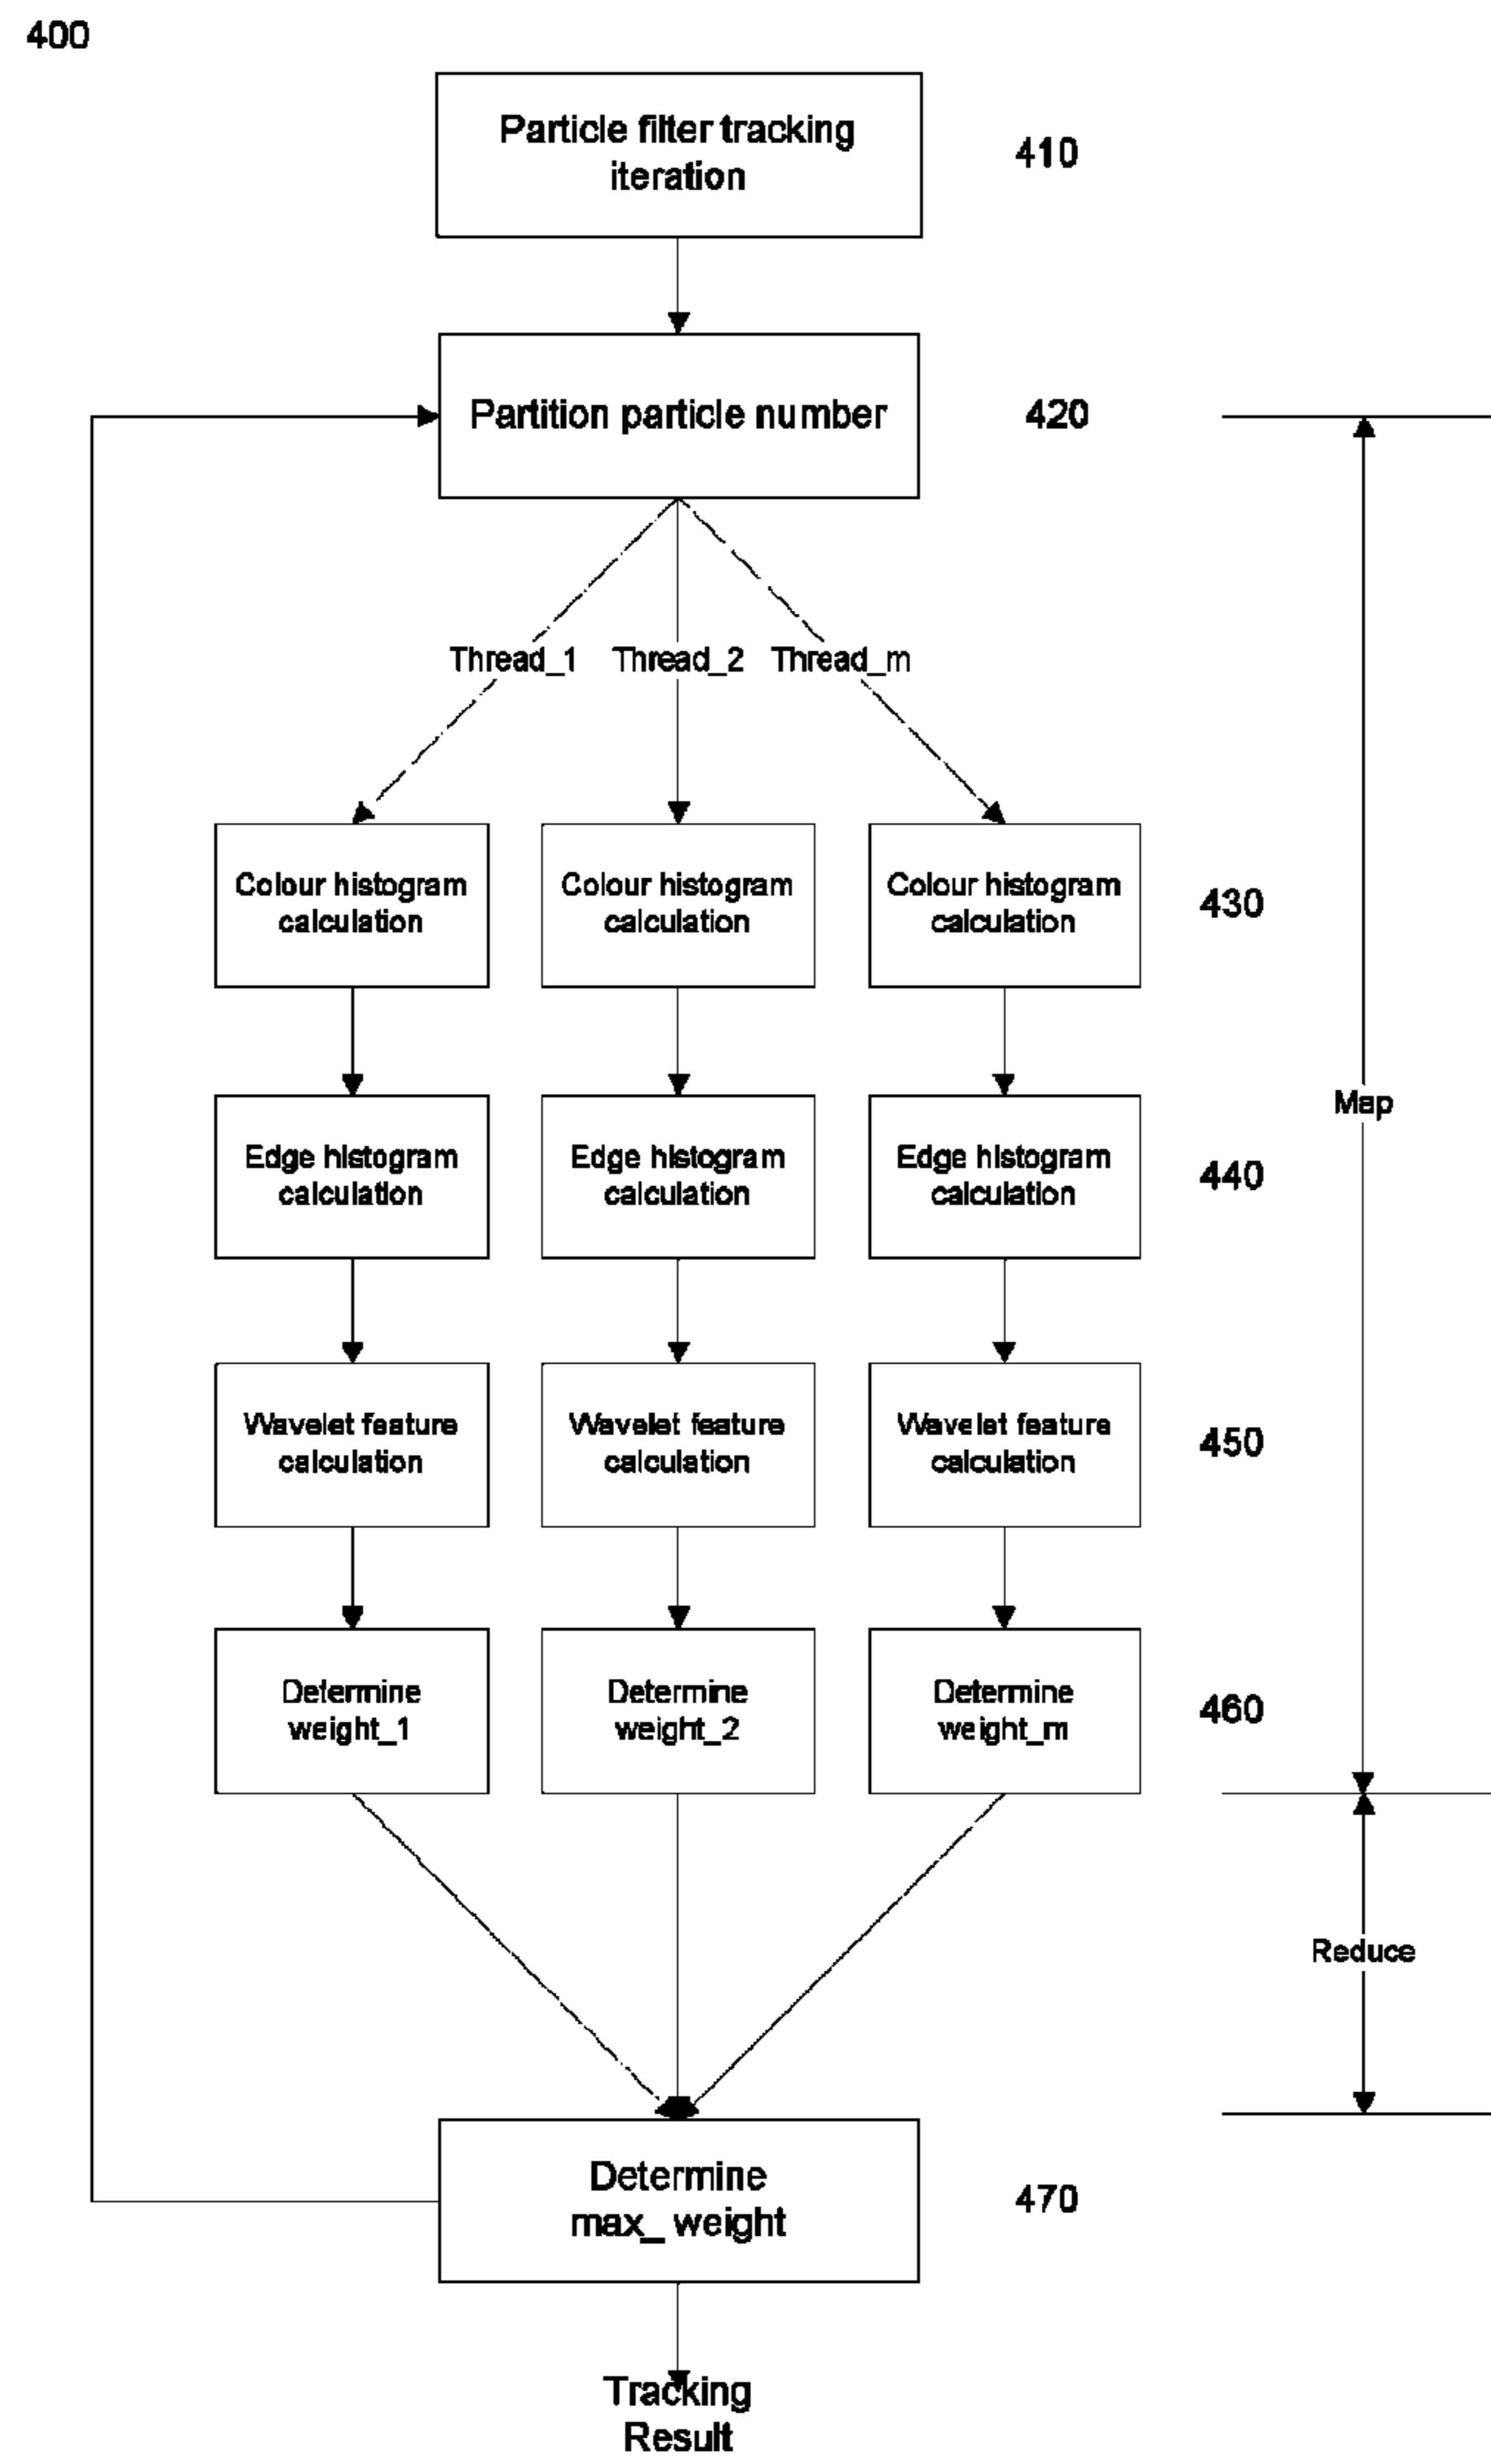 400
Particle filter tracking
iteration
410
Partition particle number
420
Thread_1
Thread_2
Thread_m
Colour histogram
calculation
Colour histogram
calculation
Colour histogram
calculation
430
Edge histogram
calculation
Edge histogram
calculation
Edge histogram
calculation
440
Map
Wavelet feature
calculation
Wavelet feature
calculation
Wavelet feature
calculation
450
Determine
weight_1
Determine
weight_2
Determine
weight_m
460
Reduce
Determine
max_ weight
470
Tracking
Result